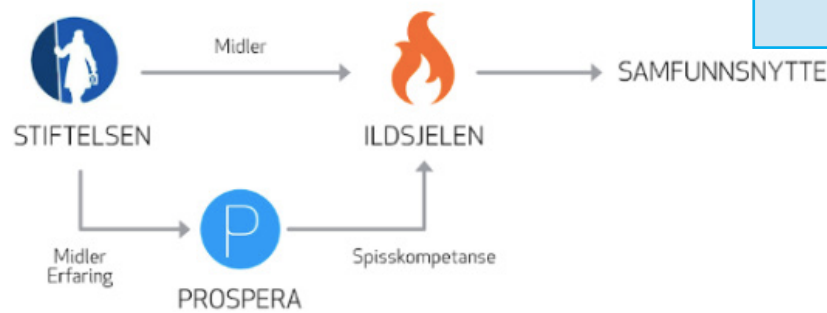 Midler
SAMFUNNSNYTTE
STIFTELSEN
ILDSJELEN
Midler
Erfaring
P
Spisskompetanse
PROSPERA